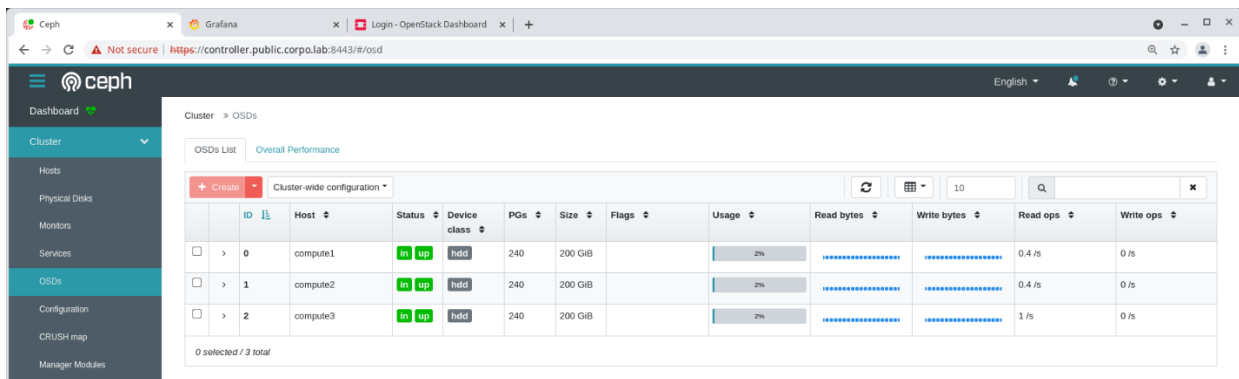 Ceph Grafana Login - OpenStack Dashboard
Not secure | https://controller.public.corpo.lab:8443/#/osd
ceph English
Dashboard
Cluster » OSDs
Cluster
OSDs List Overall Performance
Hosts
Physical Disks
Monitors
Services
OSDs
Configuration
CRUSH map
Manager Modules
+ Create Cluster-wide configuration 10
ID Host Status Device class PGs Size Flags Usage Read bytes Write bytes Read ops Write ops
0 compute1 in up hdd 240 200 GiB 2% 0.4 /s 0 /s
1 compute2 in up hdd 240 200 GiB 2% 0.4 /s 0 /s
2 compute3 in up hdd 240 200 GiB 2% 1 /s 0 /s
0 selected / 3 total